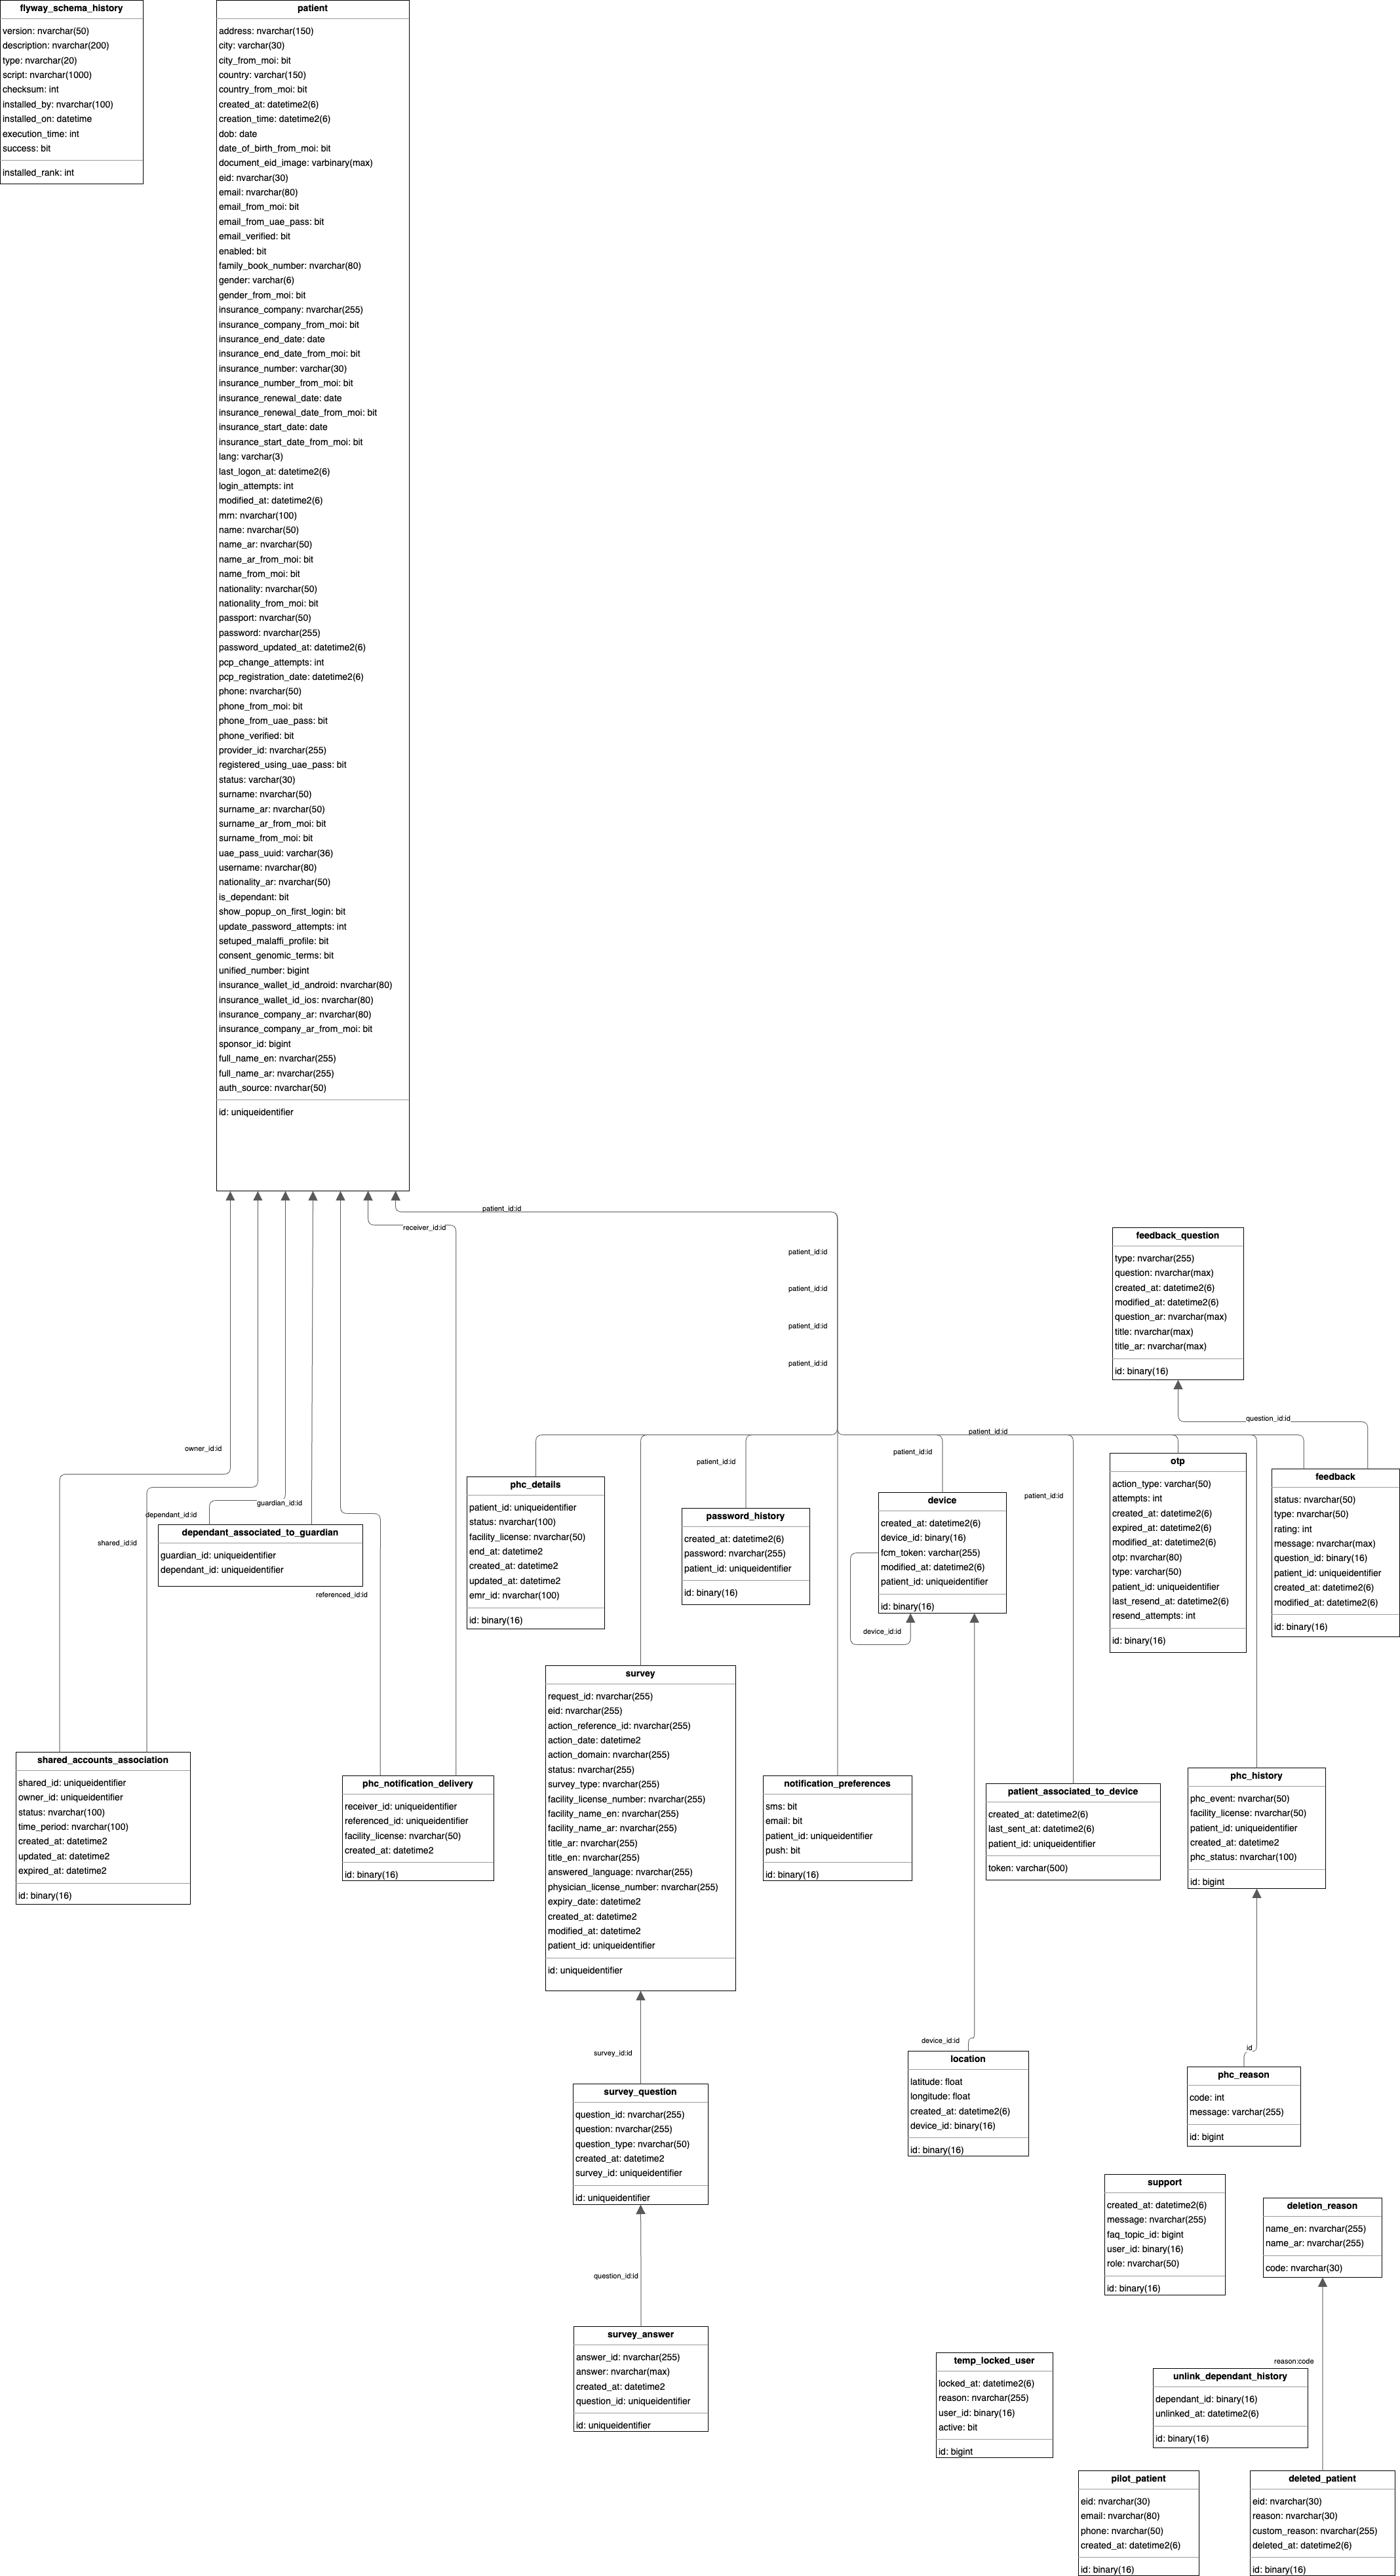 flyway_schema_history
version: nvarchar(50)
description: nvarchar(200)
type: nvarchar(20)
script: nvarchar(1000)
checksum: int
installed_by: nvarchar(100)
installed_on: datetime
execution_time: int
success: bit
installed_rank: int
patient
address: nvarchar(150)
city: varchar(30)
city_from_moi: bit
country: varchar(150)
country_from_moi: bit
created_at: datetime2(6)
creation_time: datetime2(6)
dob: date
date_of_birth_from_moi: bit
document_eid_image: varbinary(max)
eid: nvarchar(30)
email: nvarchar(80)
email_from_moi: bit
email_from_uae_pass: bit
email_verified: bit
enabled: bit
family_book_number: nvarchar(80)
gender: varchar(6)
gender_from_moi: bit
insurance_company: nvarchar(255)
insurance_company_from_moi: bit
insurance_end_date: date
insurance_end_date_from_moi: bit
insurance_number: varchar(30)
insurance_number_from_moi: bit
insurance_renewal_date: date
insurance_renewal_date_from_moi: bit
insurance_start_date: date
insurance_start_date_from_moi: bit
lang: varchar(3)
last_logon_at: datetime2(6)
login_attempts: int
modified_at: datetime2(6)
mrn: nvarchar(100)
name: nvarchar(50)
name_ar: nvarchar(50)
name_ar_from_moi: bit
name_from_moi: bit
nationality: nvarchar(50)
nationality_from_moi: bit
passport: nvarchar(50)
password: nvarchar(255)
password_updated_at: datetime2(6)
pcp_change_attempts: int
pcp_registration_date: datetime2(6)
phone: nvarchar(50)
phone_from_moi: bit
phone_from_uae_pass: bit
phone_verified: bit
provider_id: nvarchar(255)
registered_using_uae_pass: bit
status: varchar(30)
surname: nvarchar(50)
surname_ar: nvarchar(50)
surname_ar_from_moi: bit
surname_from_moi: bit
uae_pass_uuid: varchar(36)
username: nvarchar(80)
nationality_ar: nvarchar(50)
is_dependant: bit
show_popup_on_first_login: bit
update_password_attempts: int
setuped_malaffi_profile: bit
consent_genomic_terms: bit
unified_number: bigint
insurance_wallet_id_android: nvarchar(80)
insurance_wallet_id_ios: nvarchar(80)
insurance_company_ar: nvarchar(80)
insurance_company_ar_from_moi: bit
sponsor_id: bigint
full_name_en: nvarchar(255)
full_name_ar: nvarchar(255)
auth_source: nvarchar(50)
id: uniqueidentifier
patient_id:id
receiver_id:id
patient_id:id
patient_id:id
patient_id:id
patient_id:id
feedback_question
type: nvarchar(255)
question: nvarchar(max)
created_at: datetime2(6)
modified_at: datetime2(6)
question_ar: nvarchar(max)
title: nvarchar(max)
title_ar: nvarchar(max)
id: binary(16)
question_id:id
patient_id:id
owner_id:id
patient_id:id
patient_id:id
patient_id:id
guardian_id:id
dependant_id:id
shared_id:id
referenced_id:id
dependant_associated_to_guardian
guardian_id: uniqueidentifier
dependant_id: uniqueidentifier
phc_details
patient_id: uniqueidentifier
status: nvarchar(100)
facility_license: nvarchar(50)
end_at: datetime2
created_at: datetime2
updated_at: datetime2
emr_id: nvarchar(100)
id: binary(16)
password_history
created_at: datetime2(6)
password: nvarchar(255)
patient_id: uniqueidentifier
id: binary(16)
device
created_at: datetime2(6)
device_id: binary(16)
fcm_token: varchar(255)
modified_at: datetime2(6)
patient_id: uniqueidentifier
id: binary(16)
device_id:id
otp
action_type: varchar(50)
attempts: int
created_at: datetime2(6)
expired_at: datetime2(6)
modified_at: datetime2(6)
otp: nvarchar(80)
type: varchar(50)
patient_id: uniqueidentifier
last_resend_at: datetime2(6)
resend_attempts: int
id: binary(16)
feedback
status: nvarchar(50)
type: nvarchar(50)
rating: int
message: nvarchar(max)
question_id: binary(16)
patient_id: uniqueidentifier
created_at: datetime2(6)
modified_at: datetime2(6)
id: binary(16)
shared_accounts_association
shared_id: uniqueidentifier
owner_id: uniqueidentifier
status: nvarchar(100)
time_period: nvarchar(100)
created_at: datetime2
updated_at: datetime2
expired_at: datetime2
id: binary(16)
phc_notification_delivery
receiver_id: uniqueidentifier
referenced_id: uniqueidentifier
facility_license: nvarchar(50)
created_at: datetime2
id: binary(16)
survey
request_id: nvarchar(255)
eid: nvarchar(255)
action_reference_id: nvarchar(255)
action_date: datetime2
action_domain: nvarchar(255)
status: nvarchar(255)
survey_type: nvarchar(255)
facility_license_number: nvarchar(255)
facility_name_en: nvarchar(255)
facility_name_ar: nvarchar(255)
title_ar: nvarchar(255)
title_en: nvarchar(255)
answered_language: nvarchar(255)
physician_license_number: nvarchar(255)
expiry_date: datetime2
created_at: datetime2
modified_at: datetime2
patient_id: uniqueidentifier
id: uniqueidentifier
notification_preferences
sms: bit
email: bit
patient_id: uniqueidentifier
push: bit
id: binary(16)
patient_associated_to_device
created_at: datetime2(6)
last_sent_at: datetime2(6)
patient_id: uniqueidentifier
token: varchar(500)
phc_history
phc_event: nvarchar(50)
facility_license: nvarchar(50)
patient_id: uniqueidentifier
created_at: datetime2
phc_status: nvarchar(100)
id: bigint
survey_id:id
device_id:id
id
survey_question
question_id: nvarchar(255)
question: nvarchar(255)
question_type: nvarchar(50)
created_at: datetime2
survey_id: uniqueidentifier
id: uniqueidentifier
location
latitude: float
longitude: float
created_at: datetime2(6)
device_id: binary(16)
id: binary(16)
phc_reason
code: int
message: varchar(255)
id: bigint
support
created_at: datetime2(6)
message: nvarchar(255)
faq_topic_id: bigint
user_id: binary(16)
role: nvarchar(50)
id: binary(16)
deletion_reason
name_en: nvarchar(255)
name_ar: nvarchar(255)
code: nvarchar(30)
question_id:id
survey_answer
answer_id: nvarchar(255)
answer: nvarchar(max)
created_at: datetime2
question_id: uniqueidentifier
id: uniqueidentifier
temp_locked_user
locked_at: datetime2(6)
reason: nvarchar(255)
user_id: binary(16)
active: bit
id: bigint
reason:code
unlink_dependant_history
dependant_id: binary(16)
unlinked_at: datetime2(6)
id: binary(16)
pilot_patient
eid: nvarchar(30)
email: nvarchar(80)
phone: nvarchar(50)
created_at: datetime2(6)
id: binary(16)
deleted_patient
eid: nvarchar(30)
reason: nvarchar(30)
custom_reason: nvarchar(255)
deleted_at: datetime2(6)
id: binary(16)